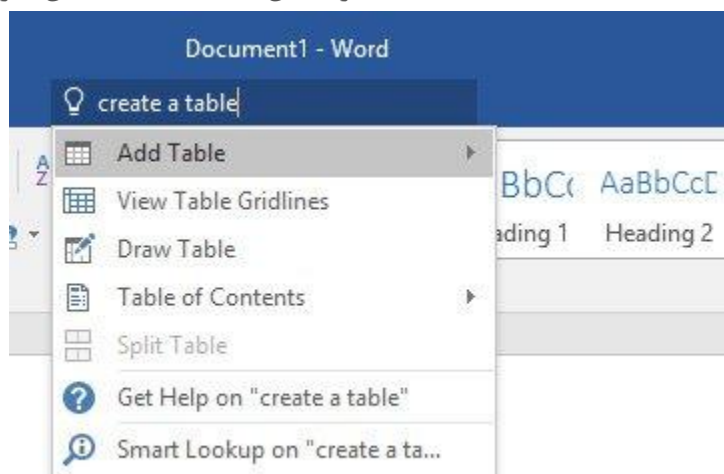 Document1 - Word
create a table
Add Table
View Table Gridlines
Draw Table
Table of Contents
Split Table
Get Help on "create a table"
Smart Lookup on "create a ta...
A
Z
BbC
AaBbCcD
ading 1
Heading 2